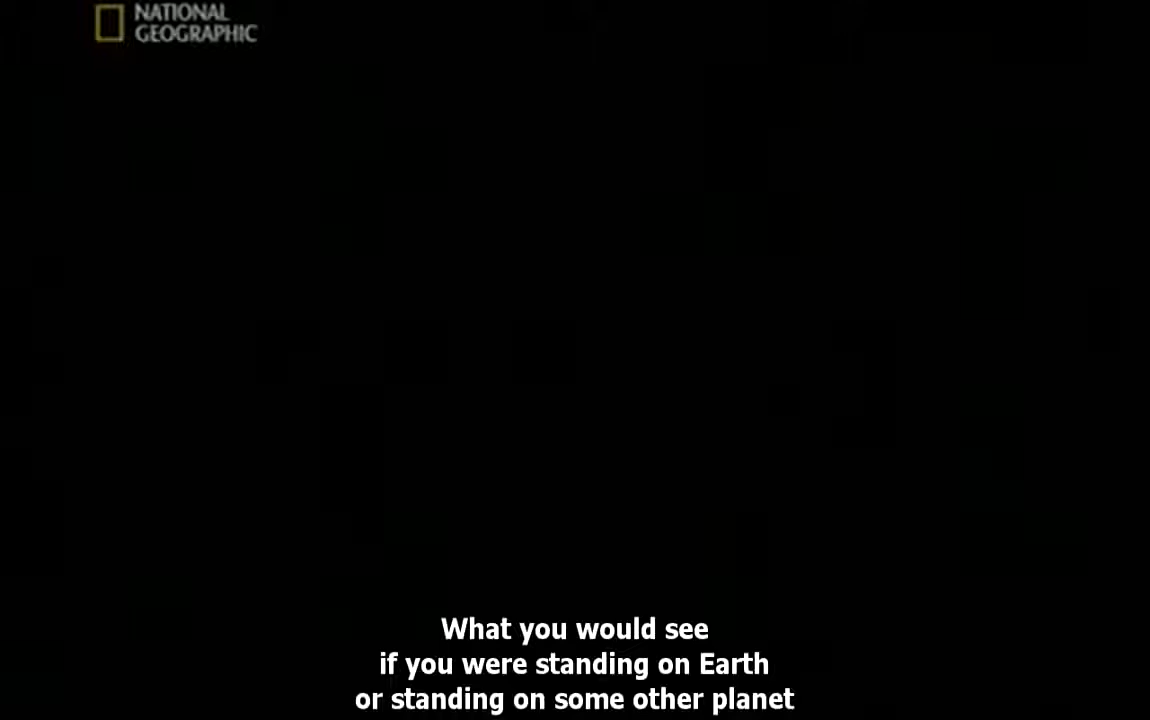 NATIONAL
GEOGRAPHIC
What you would see
if you were standing on Earth
or standing on some other planet